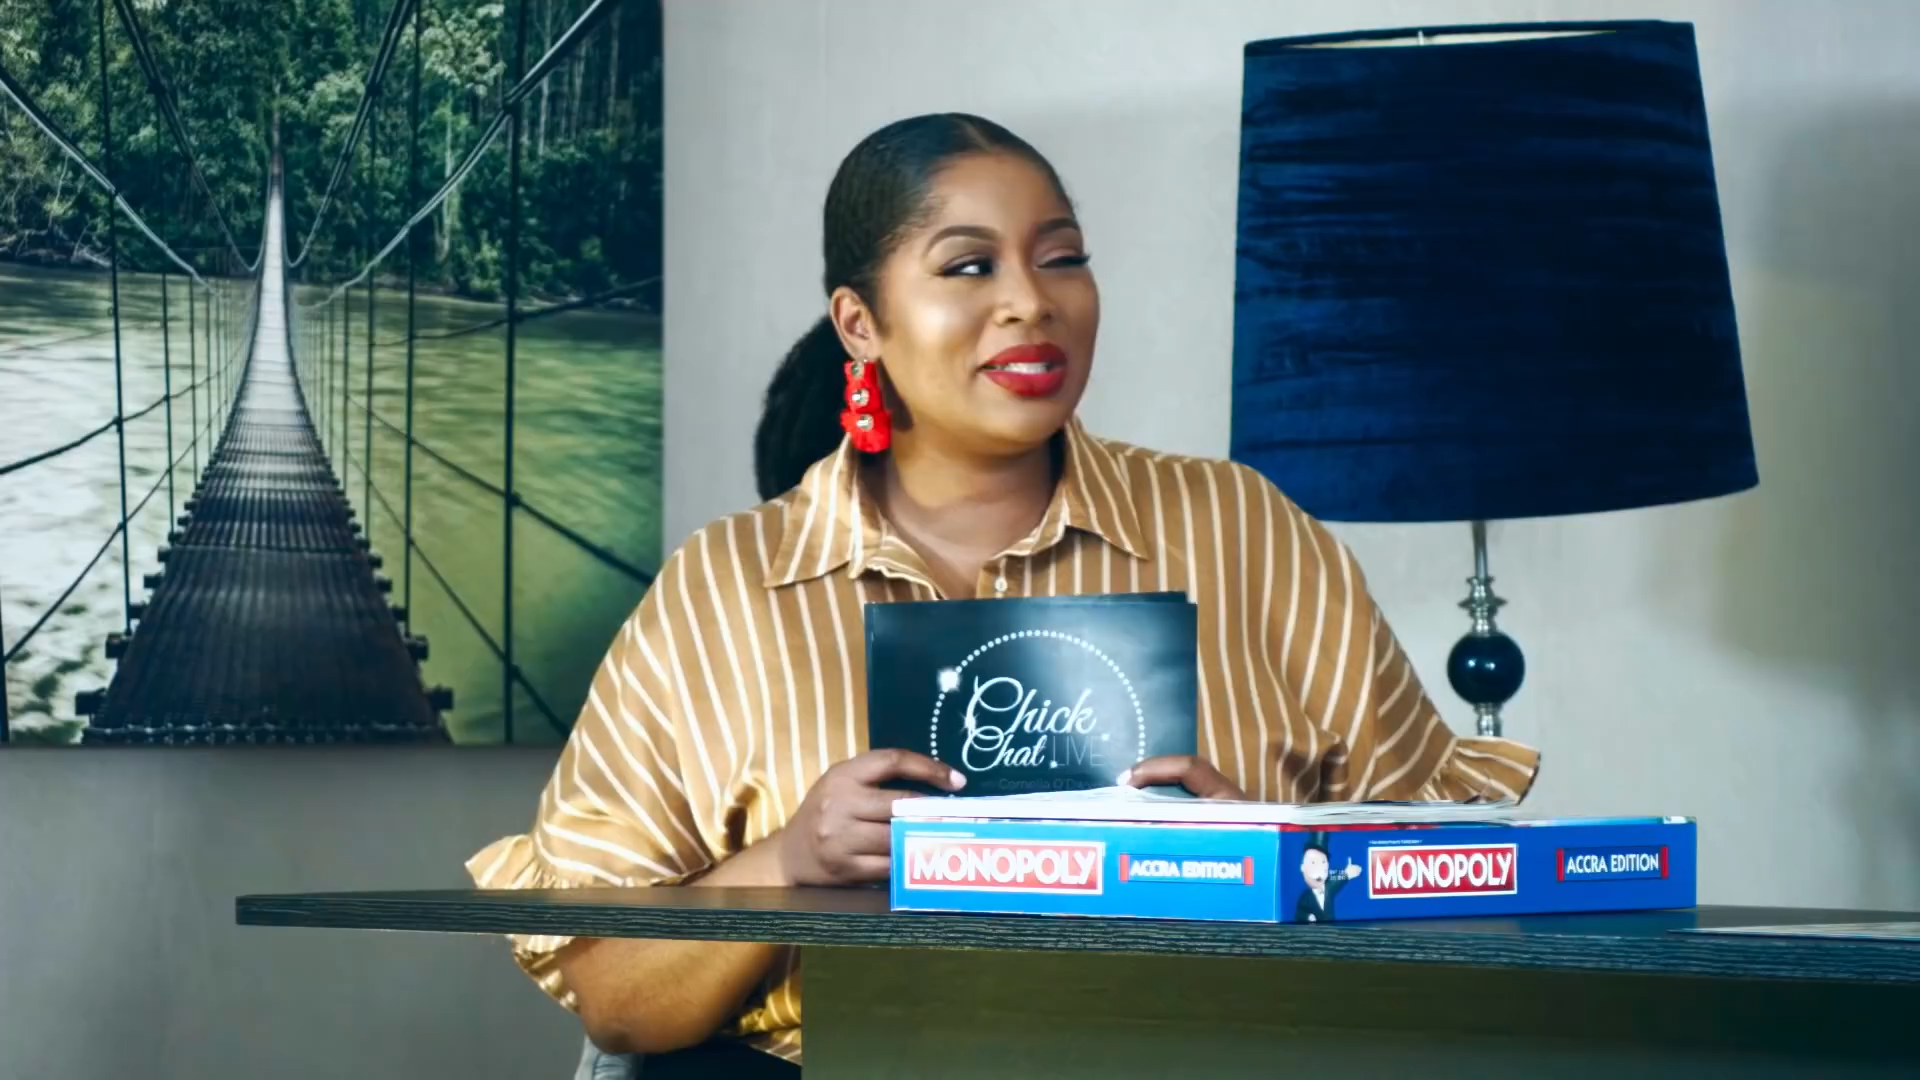 Chick
Chat LIVE
MONOPOLY
ACCRA EDITION
MONOPOLY
ACCRA EDITION